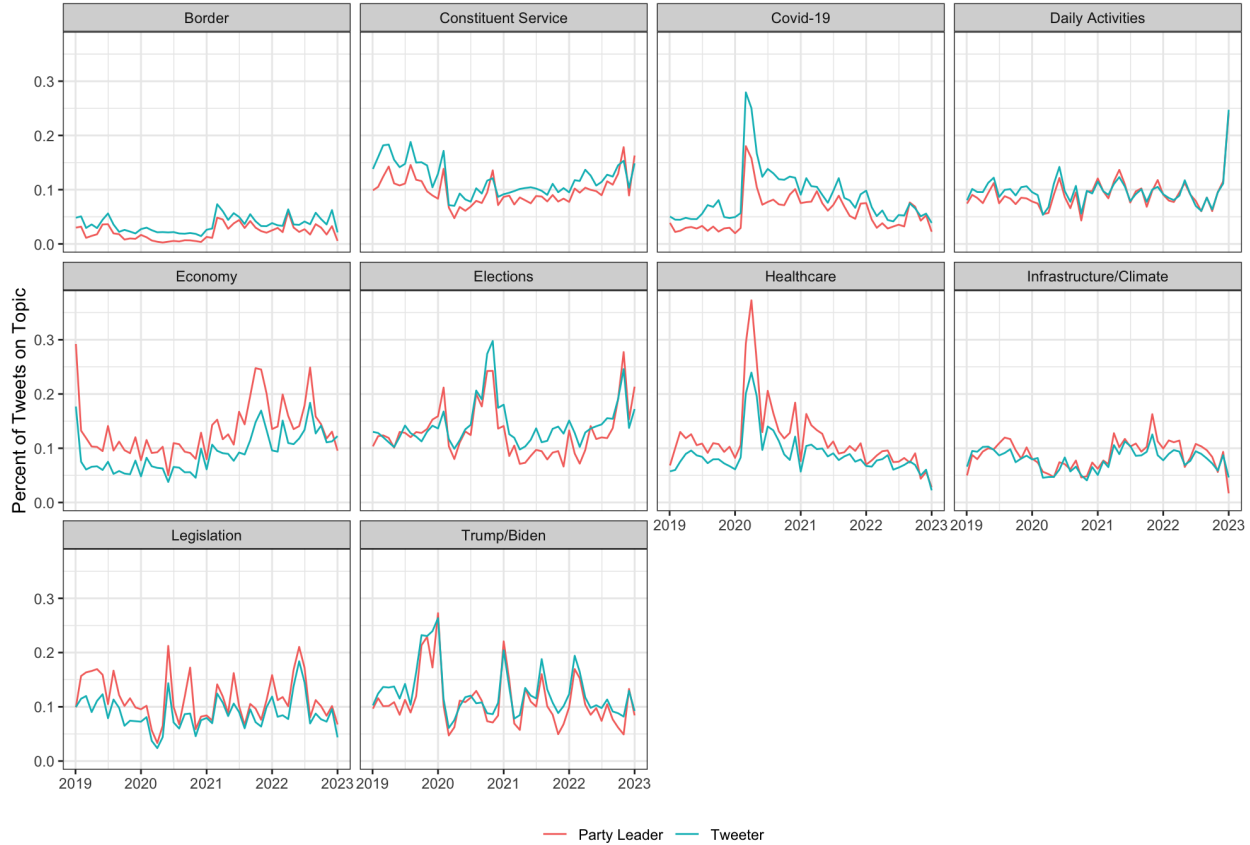 Border Constituent Service Covid-19 Daily Activities
0.3
0.2
0.1
0.0
Economy Elections Healthcare Infrastructure/Climate
Percent of Tweets on Topic
0.3
0.2
0.1
0.0
2019 2020 2021 2022 2023 2019 2020 2021 2022 2023
Legislation Trump/Biden
0.3
0.2
0.1
0.0
2019 2020 2021 2022 2023 2019 2020 2021 2022 2023
Party Leader Tweeter